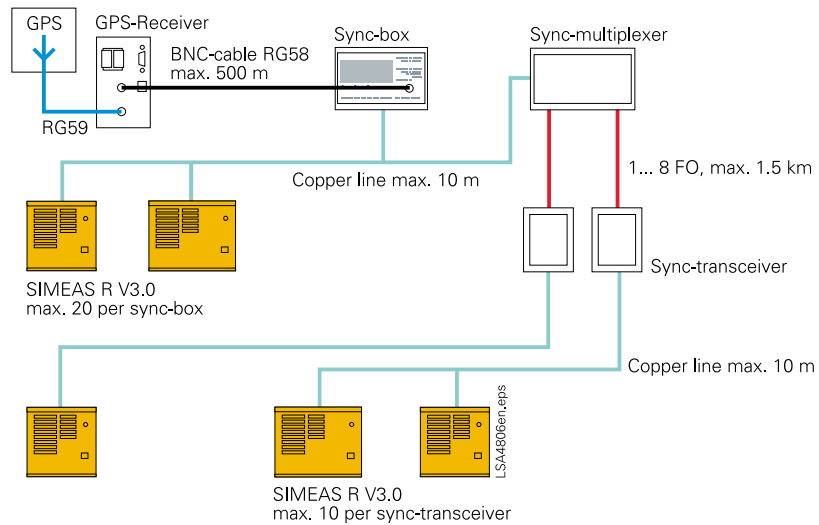 GPS
GPS-Receiver
BNC-cable RG58
max. 500 m
Sync-box
Sync-multiplexer
RG59
Copper line max. 10 m
1... 8 FO, max. 1.5 km
SIMEAS R V3.0
max. 20 per sync-box
Sync-transceiver
Copper line max. 10 m
LSA4806en.eps
SIMEAS R V3.0
max. 10 per sync-transceiver